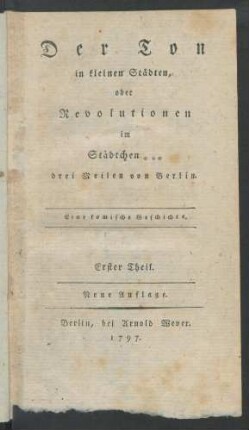 Der Ton
in kleinen Städten,
oder
Revolutionen
im
Städtchen...
drei Meilen von Berlin.
Eine komische Geschichte.
Erster Theil.
Neue Auflage.
Berlin, bei Arnold Wever.
1797.